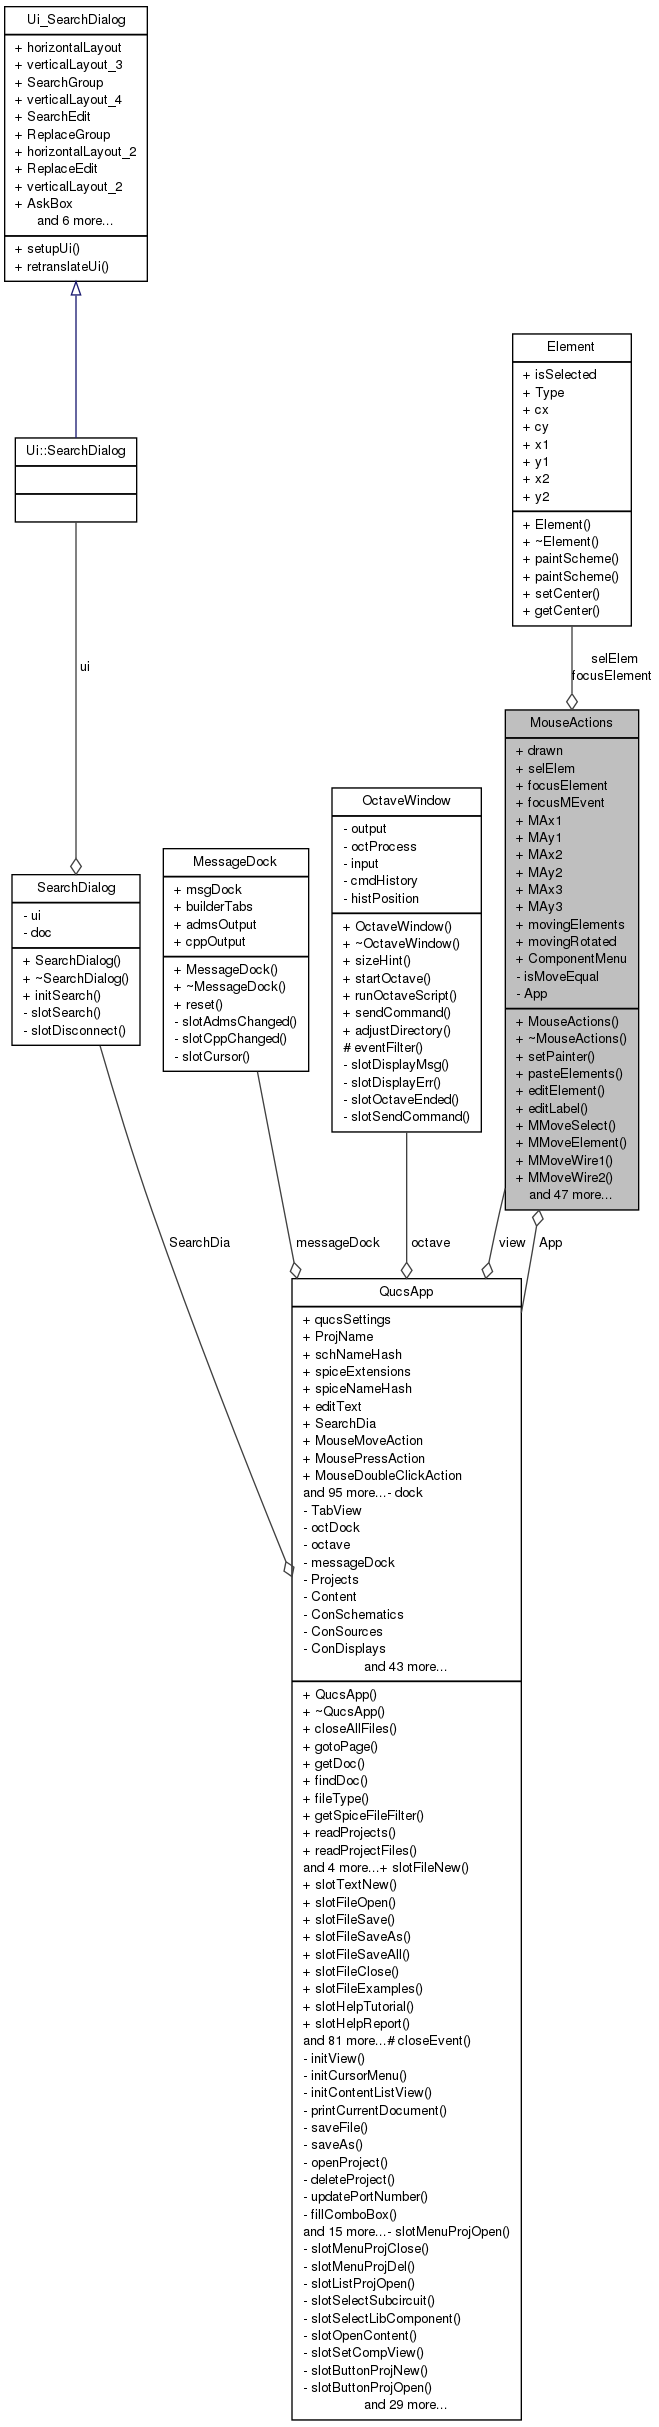 Ui_SearchDialog
+ horizontalLayout
+ verticalLayout_3
+ SearchGroup
+ verticalLayout_4
+ SearchEdit
+ ReplaceGroup
+ horizontalLayout_2
+ ReplaceEdit
+ verticalLayout_2
+ AskBox
and 6 more...
+ setupUi()
+ retranslateUi()
Ui::SearchDialog
ui
Element
+ isSelected
+ Type
+ cx
+ cy
+ x1
+ y1
+ x2
+ y2
+ Element()
+ ~Element()
+ paintScheme()
+ paintScheme()
+ setCenter()
+ getCenter()
selElem
focusElement
SearchDialog
- ui
- doc
+ SearchDialog()
+ ~SearchDialog()
+ initSearch()
- slotSearch()
- slotDisconnect()
MessageDock
+ msgDock
+ builderTabs
+ admsOutput
+ cppOutput
+ MessageDock()
+ ~MessageDock()
+ reset()
- slotAdmsChanged()
- slotCppChanged()
- slotCursor()
OctaveWindow
- output
- octProcess
- input
- cmdHistory
- histPosition
+ OctaveWindow()
+ ~OctaveWindow()
+ sizeHint()
+ startOctave()
+ runOctaveScript()
+ sendCommand()
+ adjustDirectory()
# eventFilter()
- slotDisplayMsg()
- slotDisplayErr()
- slotOctaveEnded()
- slotSendCommand()
MouseActions
+ drawn
+ selElem
+ focusElement
+ focusMEvent
+ MAx1
+ MAy1
+ MAx2
+ MAy2
+ MAx3
+ MAy3
+ movingElements
+ movingRotated
+ ComponentMenu
- isMoveEqual
- App
+ MouseActions()
+ ~MouseActions()
+ setPainter()
+ pasteElements()
+ editElement()
+ editLabel()
+ MMoveSelect()
+ MMoveElement()
+ MMoveWire1()
+ MMoveWire2()
and 47 more...
SearchDia
messageDock
octave
view
App
QucsApp
+ qucsSettings
+ ProjName
+ schNameHash
+ spiceExtensions
+ spiceNameHash
+ editText
+ SearchDia
+ MouseMoveAction
+ MousePressAction
+ MouseDoubleClickAction
and 95 more...- dock
- TabView
- octDock
- octave
- messageDock
- Projects
- Content
- ConSchematics
- ConSources
- ConDisplays
and 43 more...
+ QucsApp()
+ ~QucsApp()
+ closeAllFiles()
+ gotoPage()
+ getDoc()
+ findDoc()
+ fileType()
+ getSpiceFileFilter()
+ readProjects()
+ readProjectFiles()
and 4 more...+ slotFileNew()
+ slotTextNew()
+ slotFileOpen()
+ slotFileSave()
+ slotFileSaveAs()
+ slotFileSaveAll()
+ slotFileClose()
+ slotFileExamples()
+ slotHelpTutorial()
+ slotHelpReport()
and 81 more...# closeEvent()
- initView()
- initCursorMenu()
- initContentListView()
- printCurrentDocument()
- saveFile()
- saveAs()
- openProject()
- deleteProject()
- updatePortNumber()
- fillComboBox()
and 15 more...- slotMenuProjOpen()
- slotMenuProjClose()
- slotMenuProjDel()
- slotListProjOpen()
- slotSelectSubcircuit()
- slotSelectLibComponent()
- slotOpenContent()
- slotSetCompView()
- slotButtonProjNew()
- slotButtonProjOpen()
and 29 more...